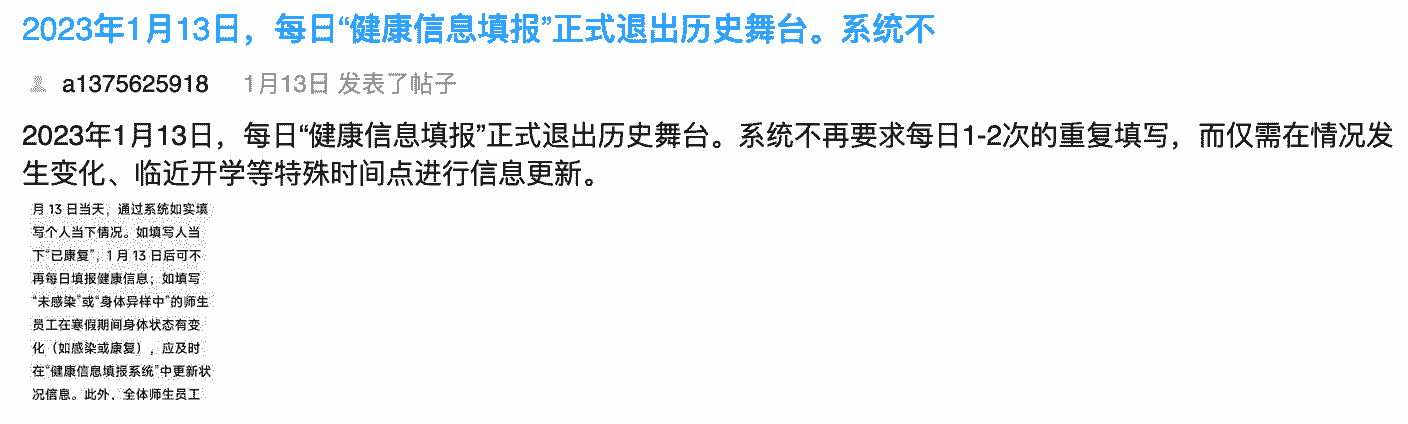 2023年1月13日，每日“健康信息填报”正式退出历史舞台。系统不
a1375625918 1月13日 发表了帖子
2023年1月13日，每日“健康信息填报”正式退出历史舞台。系统不再要求每日1-2次的重复填写，而仅需在情况发
生变化、临近开学等特殊时间点进行信息更新。
月 13 日当天，通过系统如实填
写个人当下情况。如填写人当
下“已康复”，1 月 13 日后可不
再每日填报健康信息；如填写
“未感染”或“身体异样中”的师生
员工在寒假期间身体状态有变
化（如感染或康复），应及时
在“健康信息填报系统”中更新状
况信息。此外，全体师生员工